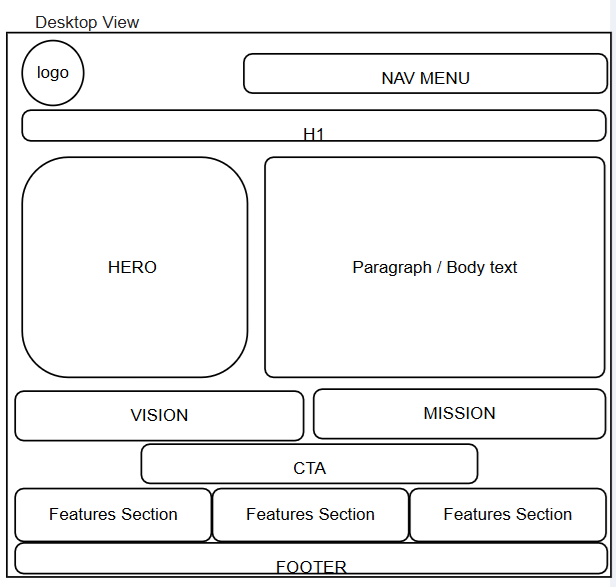 Desktop View
logo
NAV MENU
H1
HERO
Paragraph / Body text
VISION
MISSION
CTA
Features Section
Features Section
Features Section
FOOTER